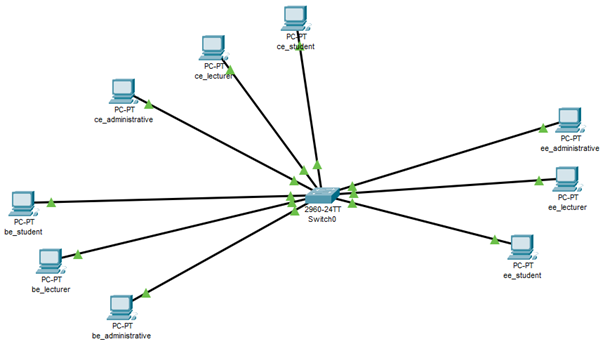 PC-PT
ce_student
PC-PT
ce_lecturer
PC-PT
ce_administrative
PC-PT
ee_administrative
PC-PT
ee_lecturer
2960-24TT
Switch0
PC-PT
be_student
PC-PT
ee_student
PC-PT
be_lecturer
PC-PT
be_administrative